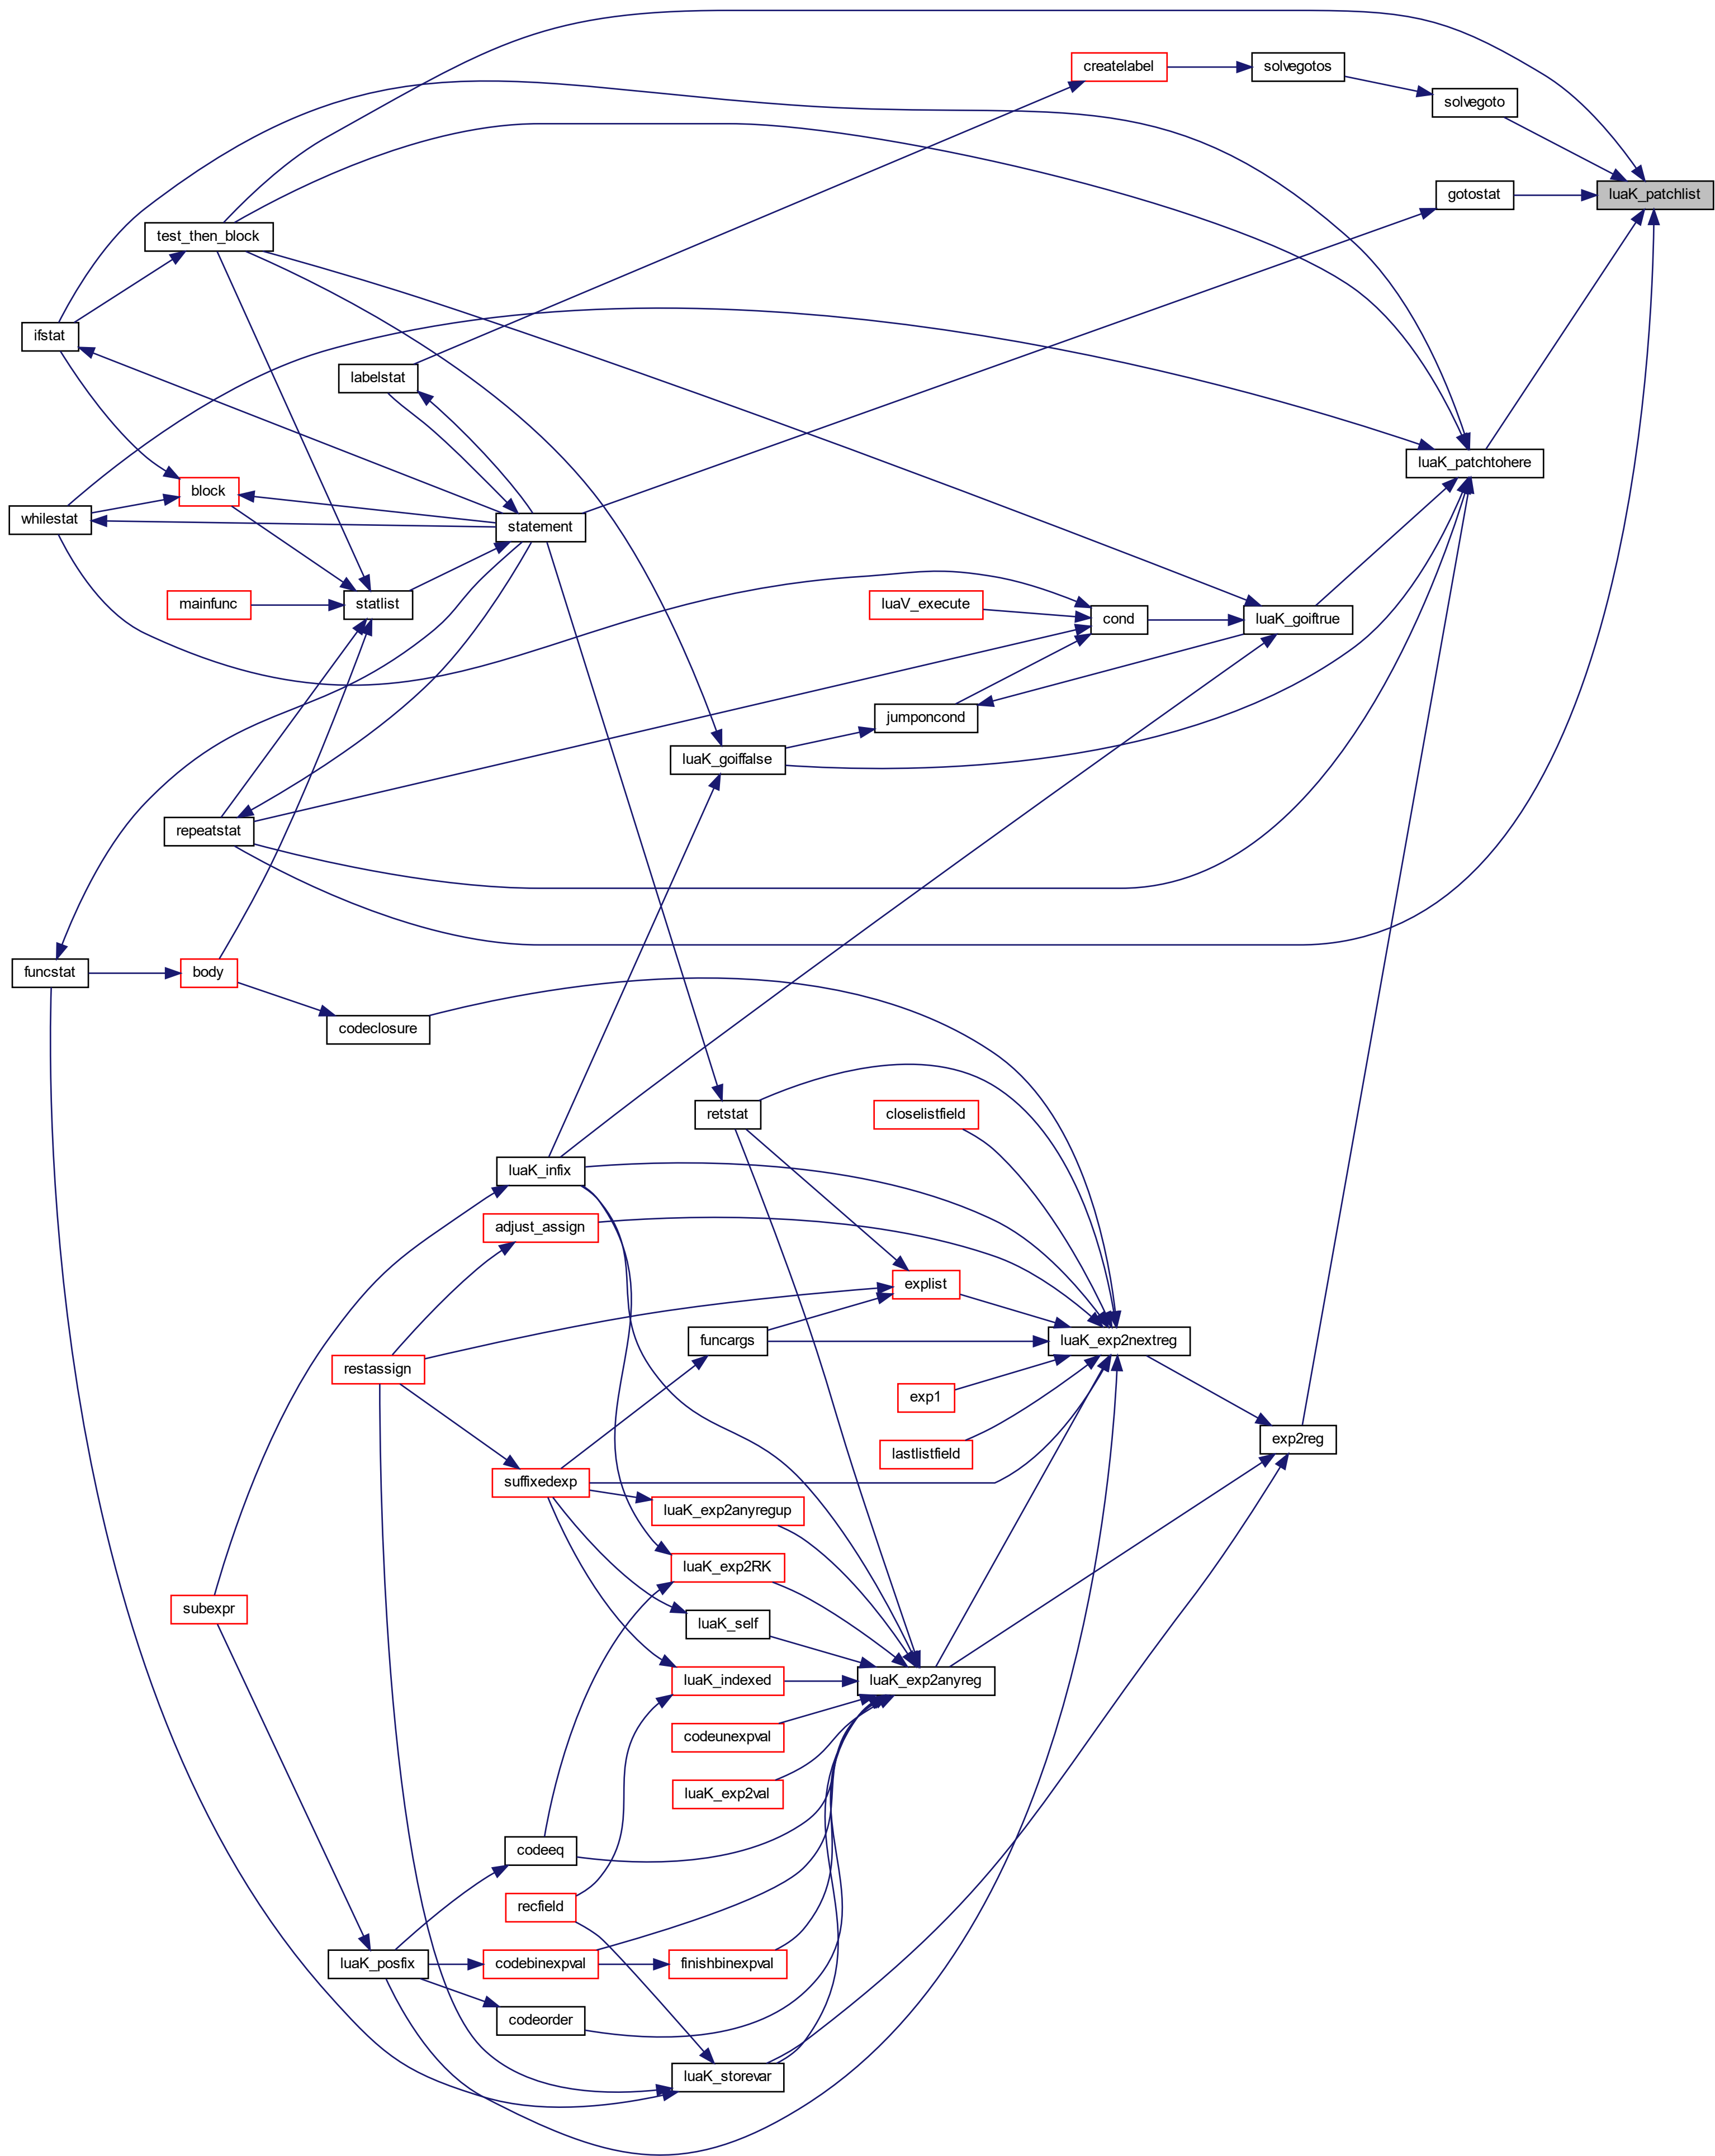 createlabel
solvegotos
solvegoto
luaK_patchlist
gotostat
test_then_block
ifstat
labelstat
luaK_patchtohere
block
whilestat
statement
mainfunc
statlist
luaV_execute
cond
luaK_goiftrue
jumponcond
luaK_goiffalse
repeatstat
funcstat
body
codeclosure
retstat
closelistfield
luaK_infix
adjust_assign
explist
funcargs
luaK_exp2nextreg
restassign
exp1
exp2reg
lastlistfield
suffixedexp
luaK_exp2anyregup
luaK_exp2RK
subexpr
luaK_self
luaK_indexed
luaK_exp2anyreg
codeunexpval
luaK_exp2val
codeeq
recfield
luaK_posfix
codebinexpval
finishbinexpval
codeorder
luaK_storevar